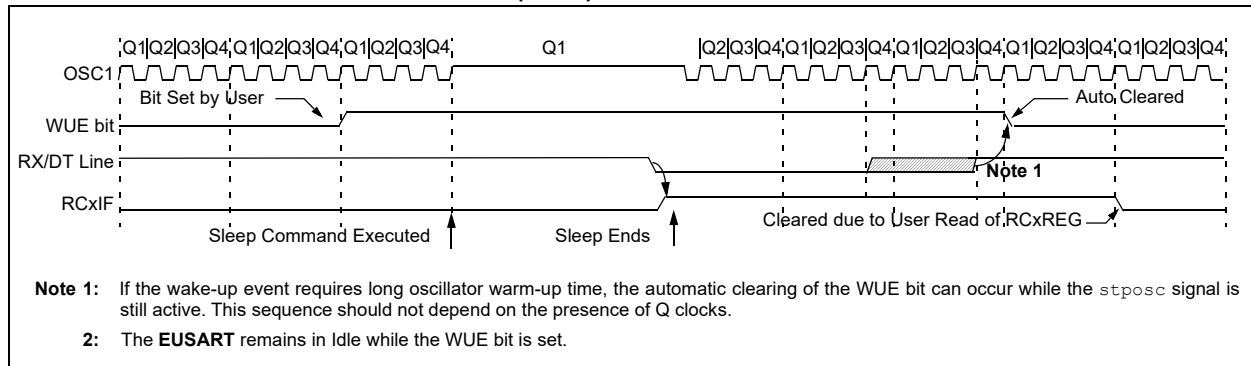 Q1|Q2|Q3|Q4|Q1|Q2|Q3|Q4|Q1|Q2|Q3|Q4 Q1 |Q2|Q3|Q4|Q1|Q2|Q3|Q4|Q1|Q2|Q3|Q4|Q1|Q2|Q3|Q4|Q1|Q2|Q3|Q4
OSC1
Bit Set by User Auto Cleared
WUE bit
RX/DT Line
Note 1
RCxIF
Cleared due to User Read of RCxREG
Sleep Command Executed Sleep Ends
Note 1: If the wake-up event requires long oscillator warm-up time, the automatic clearing of the WUE bit can occur while the stposc signal is
still active. This sequence should not depend on the presence of Q clocks.
2: The EUSART remains in Idle while the WUE bit is set.